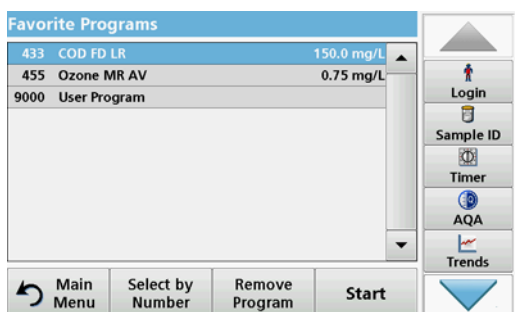 Favorite Programs
433 COD FD LR 150.0 mg/L
455 Ozone MR AV 0.75 mg/L
9000 User Program
Login
Sample ID
Timer
AQA
Trends
Main Menu
Select by Number
Remove Program
Start